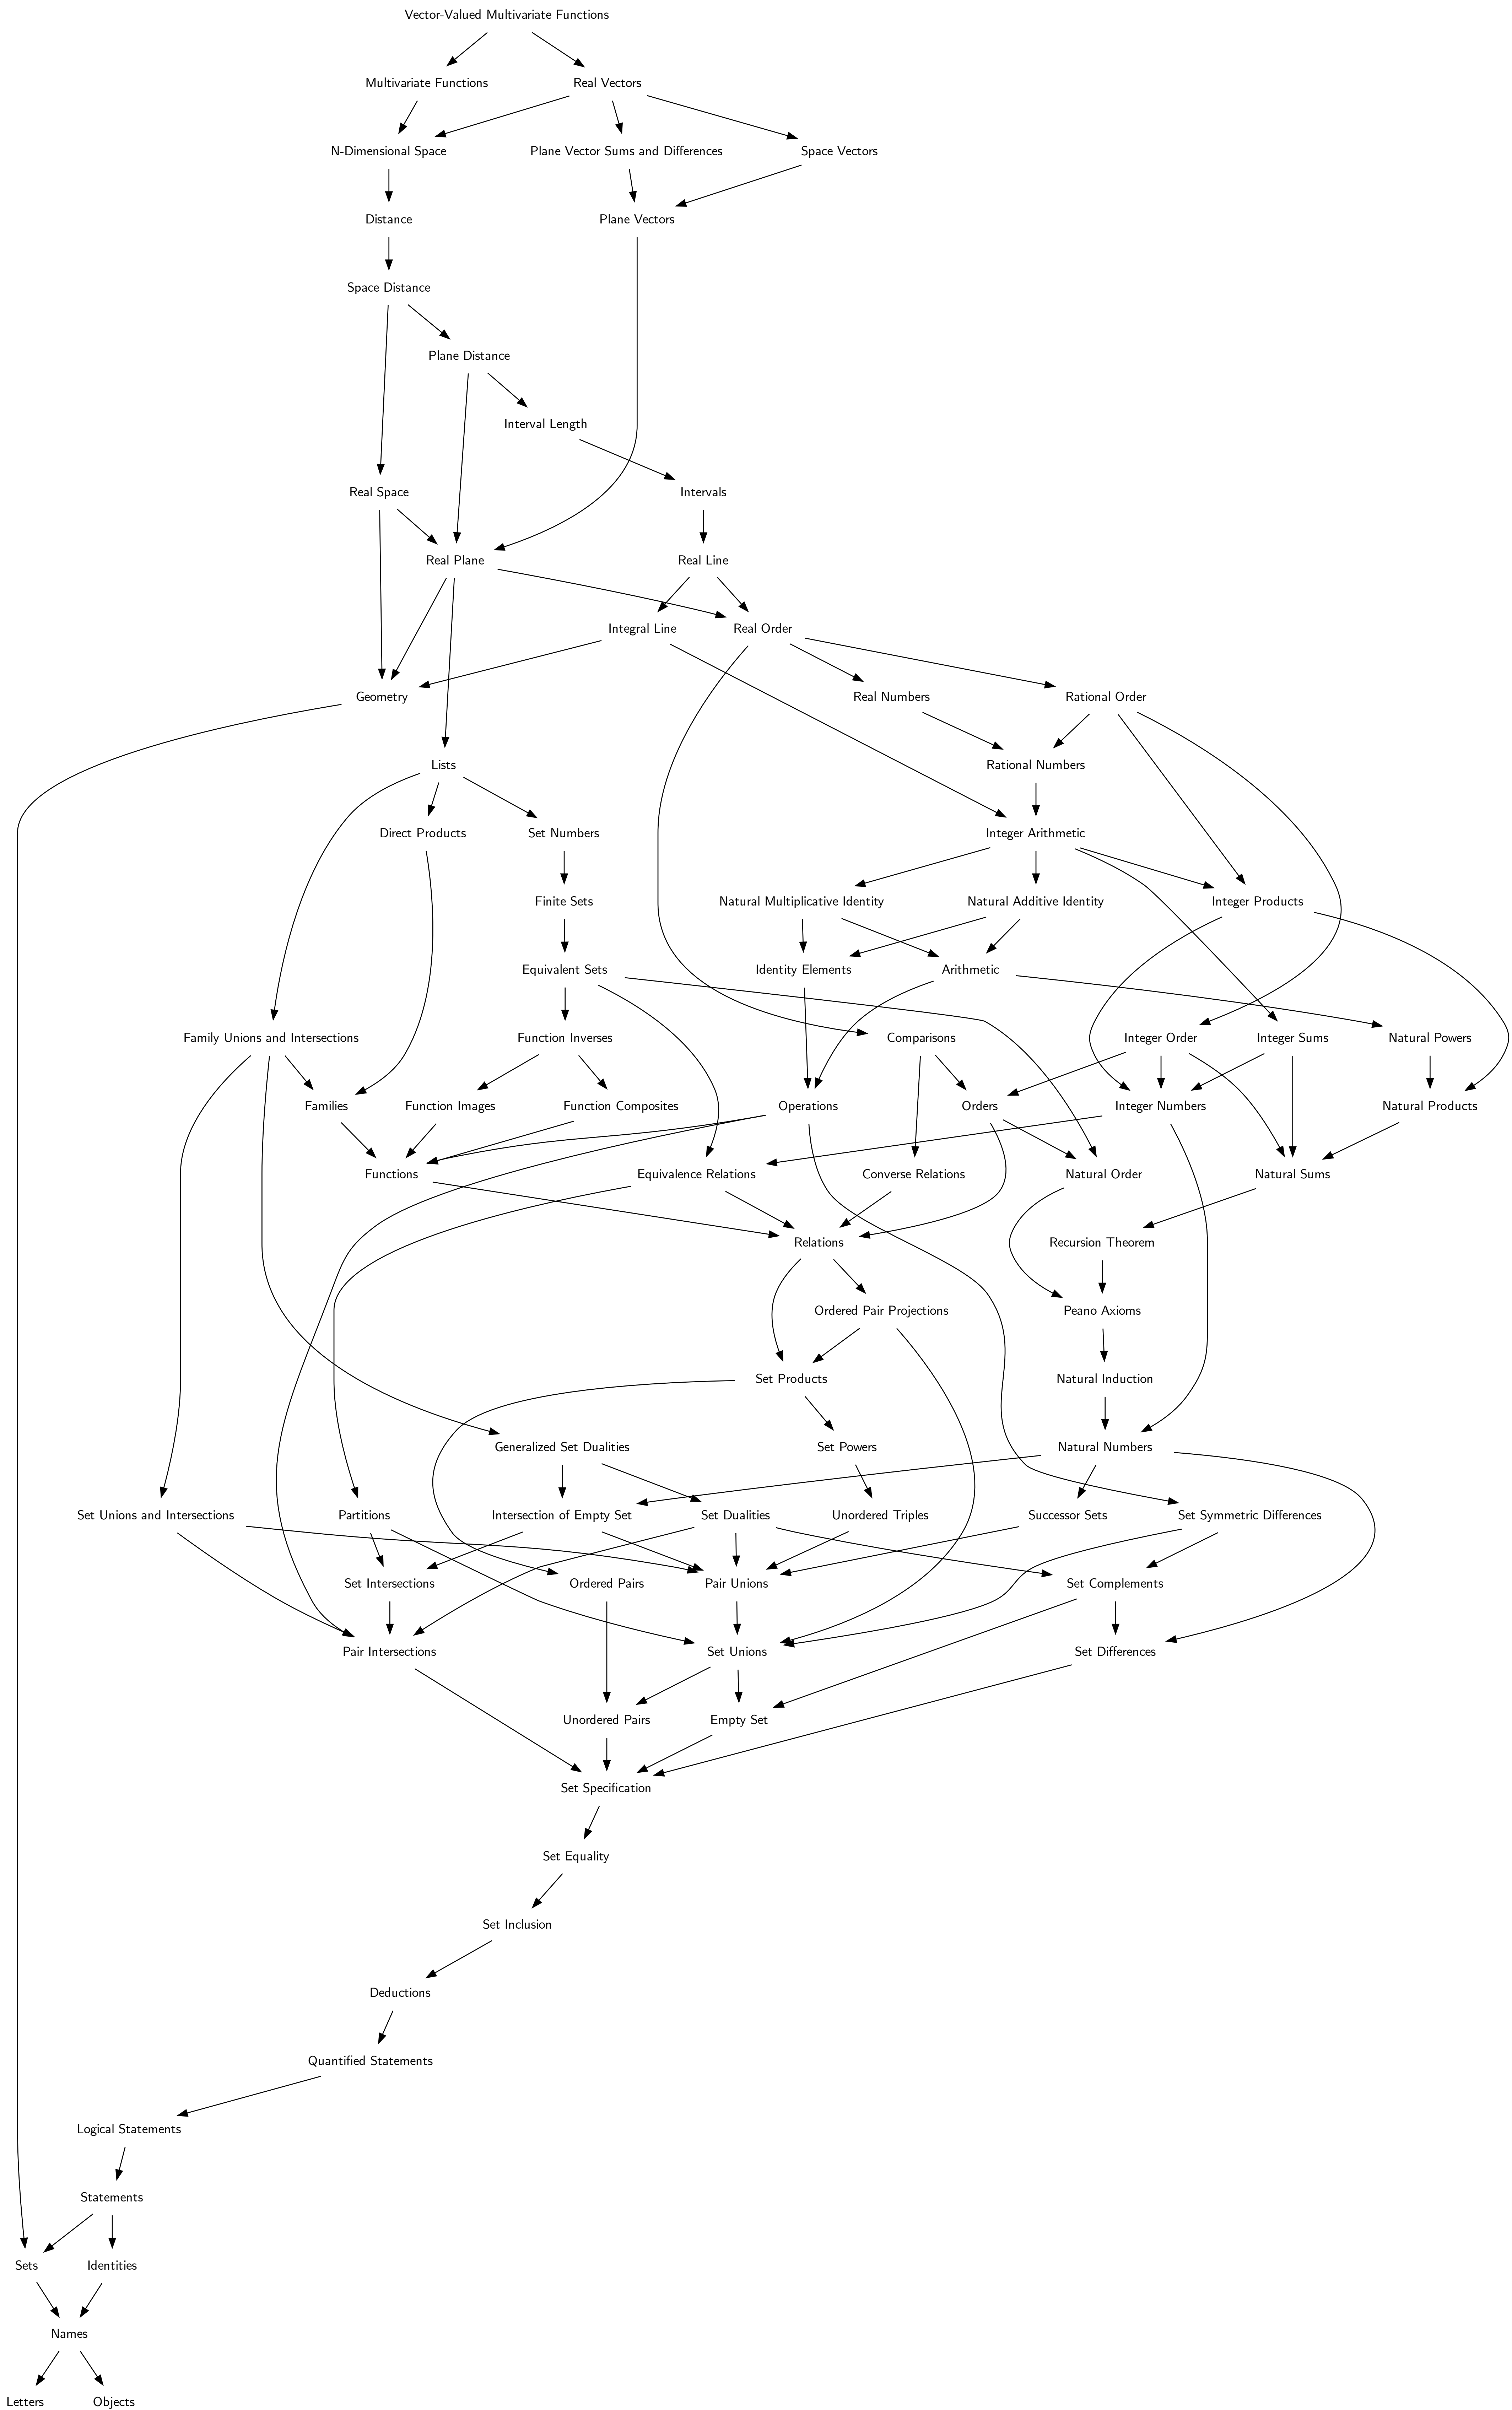 Vector-Valued Multivariate Functions
Multivariate Functions
Real Vectors
N-Dimensional Space
Plane Vector Sums and Differences
Space Vectors
Distance
Plane Vectors
Space Distance
Plane Distance
Interval Length
Real Space
Intervals
Real Plane
Real Line
Integral Line
Real Order
Geometry
Real Numbers
Rational Order
Lists
Rational Numbers
Direct Products
Set Numbers
Integer Arithmetic
Finite Sets
Natural Multiplicative Identity
Natural Additive Identity
Integer Products
Equivalent Sets
Identity Elements
Arithmetic
Family Unions and Intersections
Function Inverses
Comparisons
Integer Order
Integer Sums
Natural Powers
Families
Function Images
Function Composites
Operations
Orders
Integer Numbers
Natural Products
Functions
Equivalence Relations
Converse Relations
Natural Order
Natural Sums
Relations
Recursion Theorem
Ordered Pair Projections
Peano Axioms
Set Products
Natural Induction
Generalized Set Dualities
Set Powers
Natural Numbers
Set Unions and Intersections
Partitions
Intersection of Empty Set
Set Dualities
Unordered Triples
Successor Sets
Set Symmetric Differences
Set Intersections
Ordered Pairs
Pair Unions
Set Complements
Pair Intersections
Set Unions
Set Differences
Unordered Pairs
Empty Set
Set Specification
Set Equality
Set Inclusion
Deductions
Quantified Statements
Logical Statements
Statements
Sets
Identities
Names
Letters
Objects